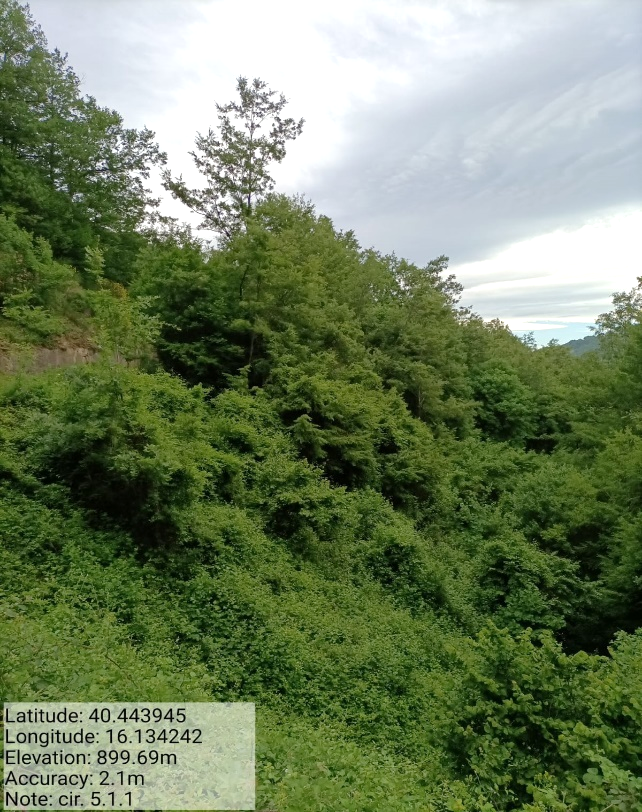 Latitude: 40.443945
Longitude: 16.134242
Elevation: 899.69m
Accuracy: 2.1m
Note: cir. 5.1.1